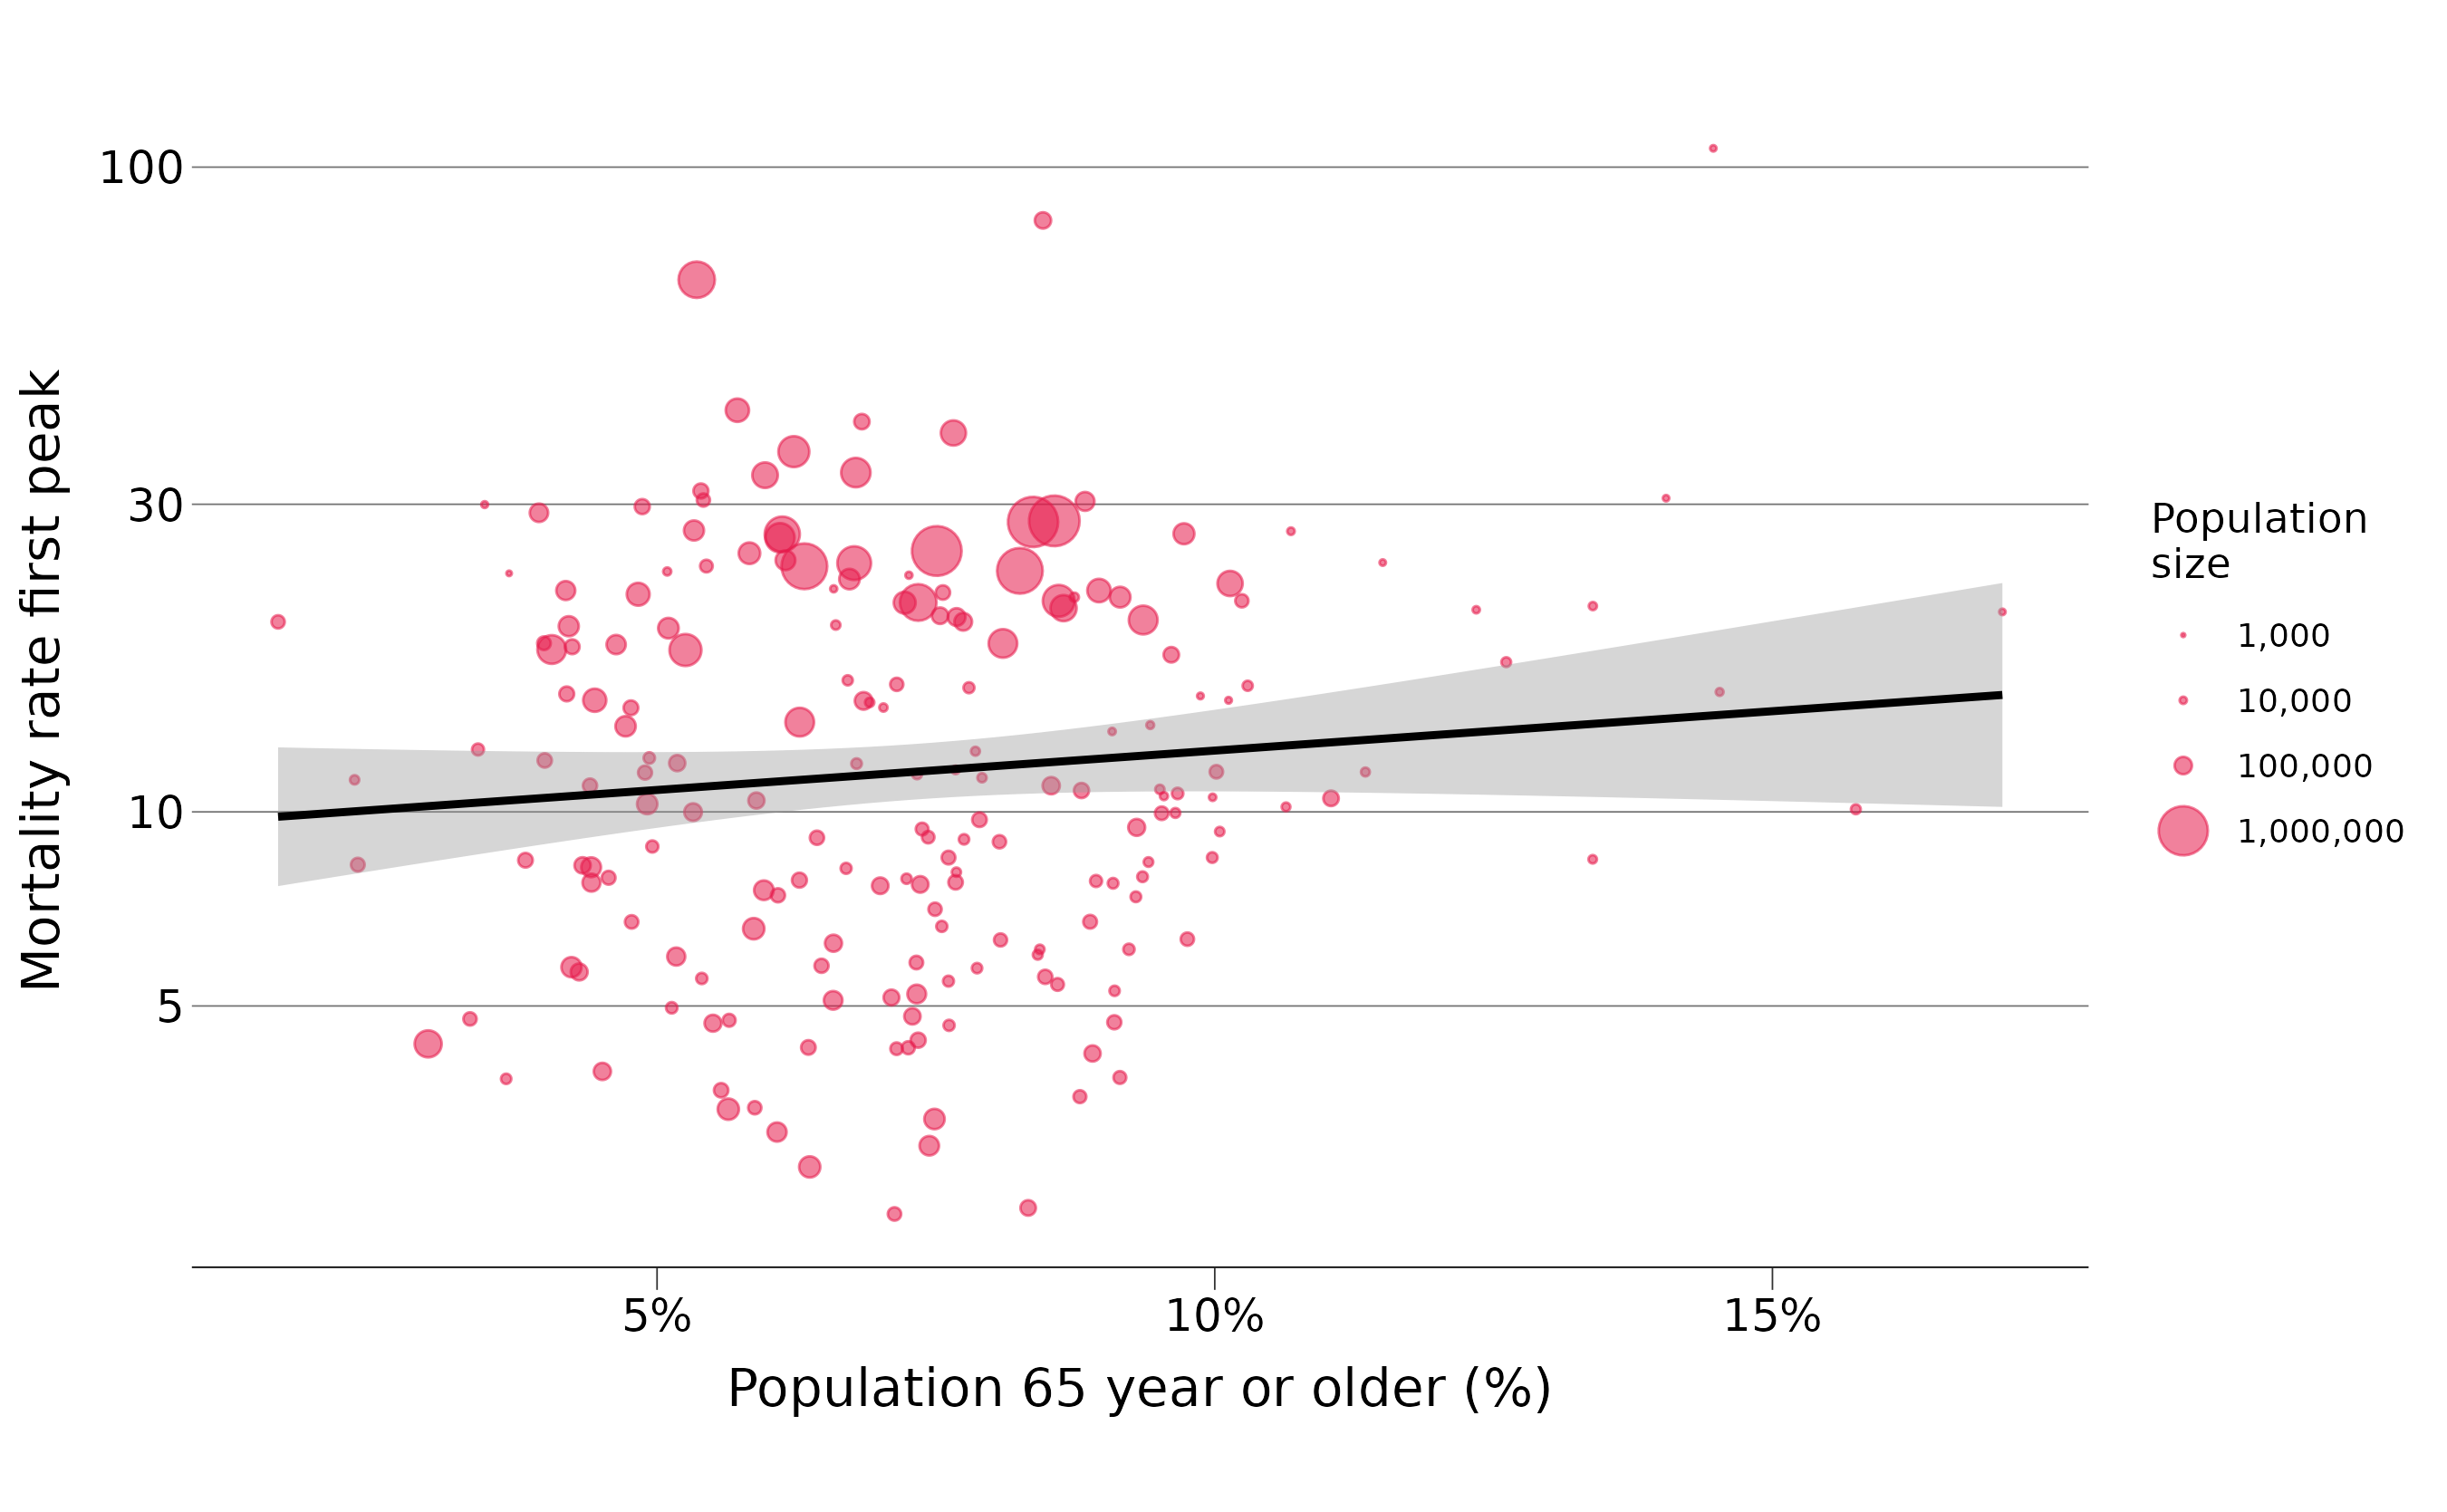 Mortality rate first peak
100
30
10
5
5%
10%
15%
Population 65 year or older (%)
Population
size
1,000
10,000
100,000
1,000,000